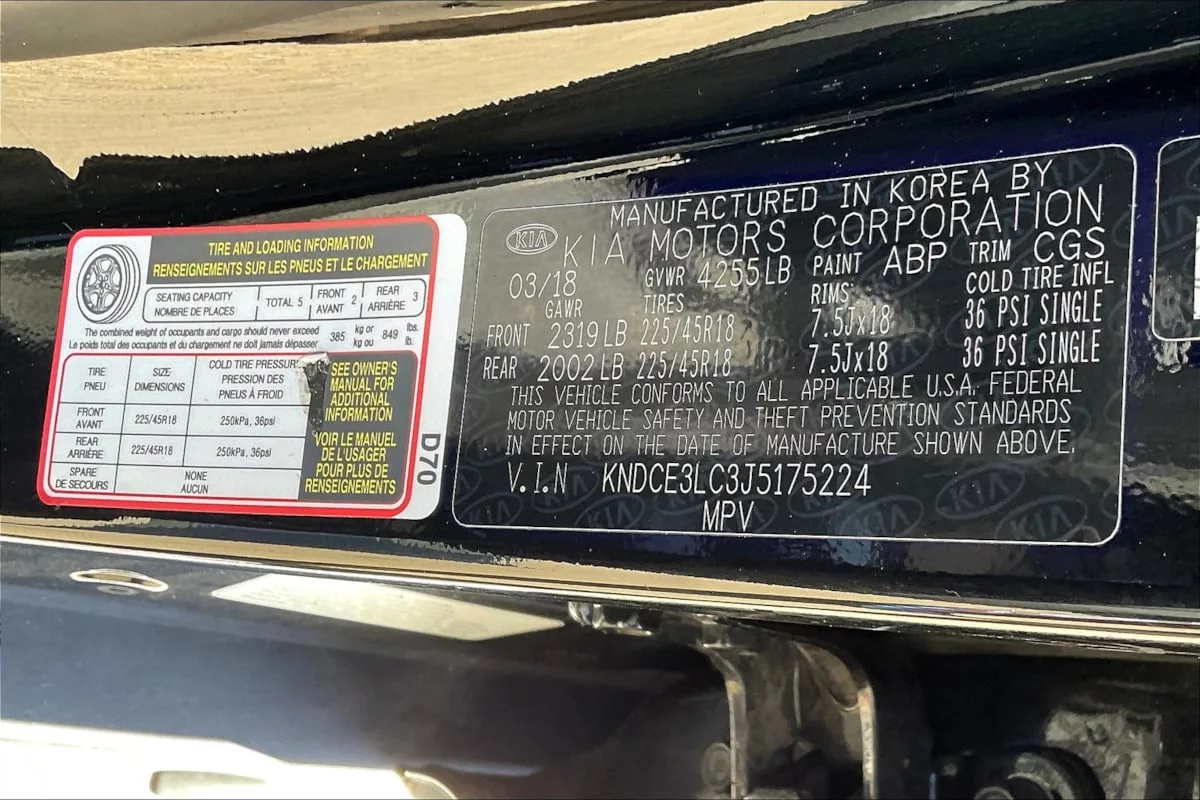 TIRE AND LOADING INFORMATION
RENSEIGNEMENTS SUR LES PNEUS ET LE CHARGEMENT
SEATING CAPACITY
NOMBRE DE PLACES
TOTAL 5
FRONT
AVANT
2
REAR
ARRIÈRE
3
The combined weight of occupants and cargo should never exceed
Le poids total des occupants et du chargement ne doit jamais dépasser
385
kg or
kg ou
849
lbs.
lb.
TIRE
PNEU
SIZE
DIMENSIONS
COLD TIRE
PRESSION DES
PNEUS À FROID
FRONT
AVANT
225/45R18
250kPa, 36psi
REAR
ARRIÈRE
225/45R18
250kPa, 36psi
SPARE
DE SECOURS
NONE
AUCUN
SEE OWNER'S
MANUAL FOR
ADDITIONAL
INFORMATION
VOIR LE MANUEL
DE L'USAGER
POUR PLUS DE
RENSEIGNEMENTS
D70
MANUFACTURED IN KOREA BY
KIA KIA MOTORS CORPORATION
03/18 GVWR 4255LB PAINT ABP TRIM CGS
GAWR TIRES RIMS: COLD TIRE INFL
FRONT 2319LB 225/45R18 7.5Jx18 36 PSI SINGLE
REAR 2002LB 225/45R18 7.5Jx18 36 PSI SINGLE
THIS VEHICLE CONFORMS TO ALL APPLICABLE U.S.A. FEDERAL
MOTOR VEHICLE SAFETY AND THEFT PREVENTION STANDARDS
IN EFFECT ON THE DATE OF MANUFACTURE SHOWN ABOVE.
V.I.N KNDCE3LC3J5175224
MPV